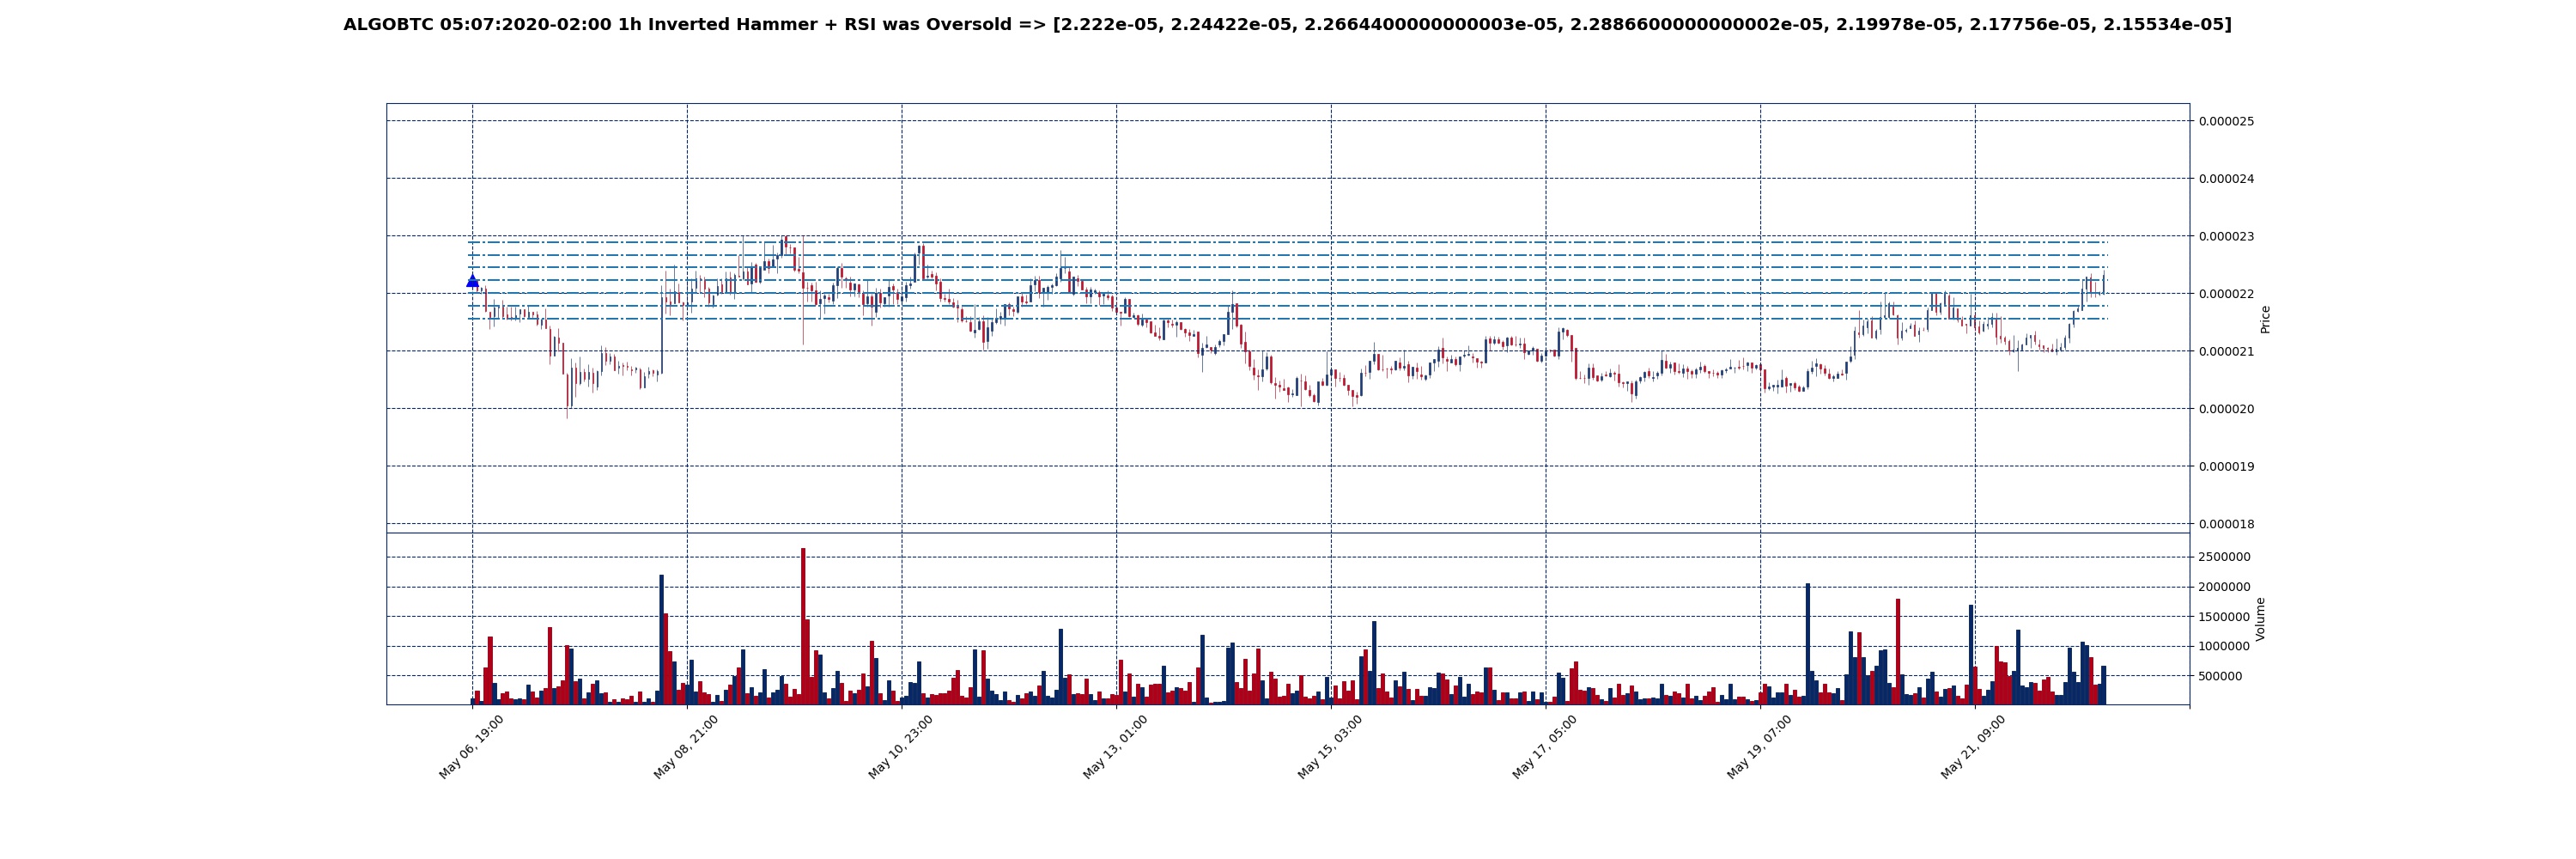 ALGOBTC 05:07:2020-02:00 1h Inverted Hammer + RSI was Oversold => [2.222e-05, 2.24422e-05, 2.2664400000000003e-05, 2.2886600000000002e-05, 2.19978e-05, 2.17756e-05, 2.15534e-05]
0.000025
0.000024
0.000023
0.000022
0.000021
0.000020
0.000019
0.000018
Price
2500000
2000000
1500000
1000000
500000
Volume
May 06, 19:00
May 08, 21:00
May 10, 23:00
May 13, 01:00
May 15, 03:00
May 17, 05:00
May 19, 07:00
May 21, 09:00